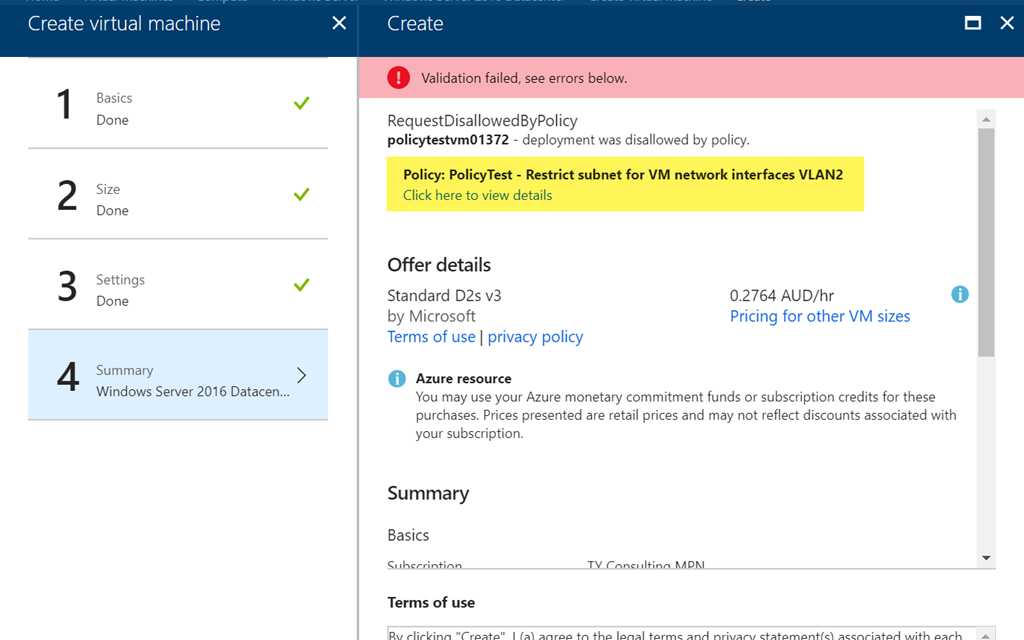 Create virtual machine
Create
1
Basics
Done
2
Size
Done
3
Settings
Done
4
Summary
Windows Server 2016 Datacen...
Validation failed, see errors below.
RequestDisallowedByPolicy
policytestvm01372 - deployment was disallowed by policy.
Policy: PolicyTest - Restrict subnet for VM network interfaces VLAN2
Click here to view details
Offer details
Standard D2s v3
0.2764 AUD/hr
by Microsoft
Pricing for other VM sizes
Terms of use | privacy policy
Azure resource
You may use your Azure monetary commitment funds or subscription credits for these
purchases. Prices presented are retail prices and may not reflect discounts associated with
your subscription.
Summary
Basics
Subscription
TY Consulting MPN
Terms of use
By clicking "Create", I (a) agree to the legal terms and privacy statement(s) associated with each